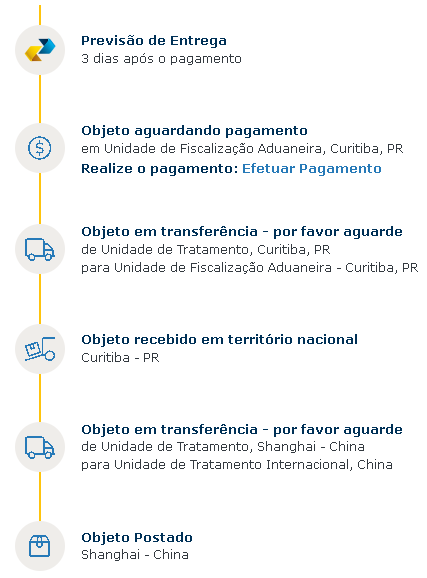 Previsão de Entrega
3 dias após o pagamento
$
Objeto aguardando pagamento
em Unidade de Fiscalização Aduaneira, Curitiba, PR
Realize o pagamento: Efetuar Pagamento
Objeto em transferência - por favor aguarde
de Unidade de Tratamento, Curitiba, PR
para Unidade de Fiscalização Aduaneira - Curitiba, PR
Objeto recebido em território nacional
Curitiba - PR
Objeto em transferência - por favor aguarde
de Unidade de Tratamento, Shanghai - China
para Unidade de Tratamento Internacional, China
Objeto Postado
Shanghai - China